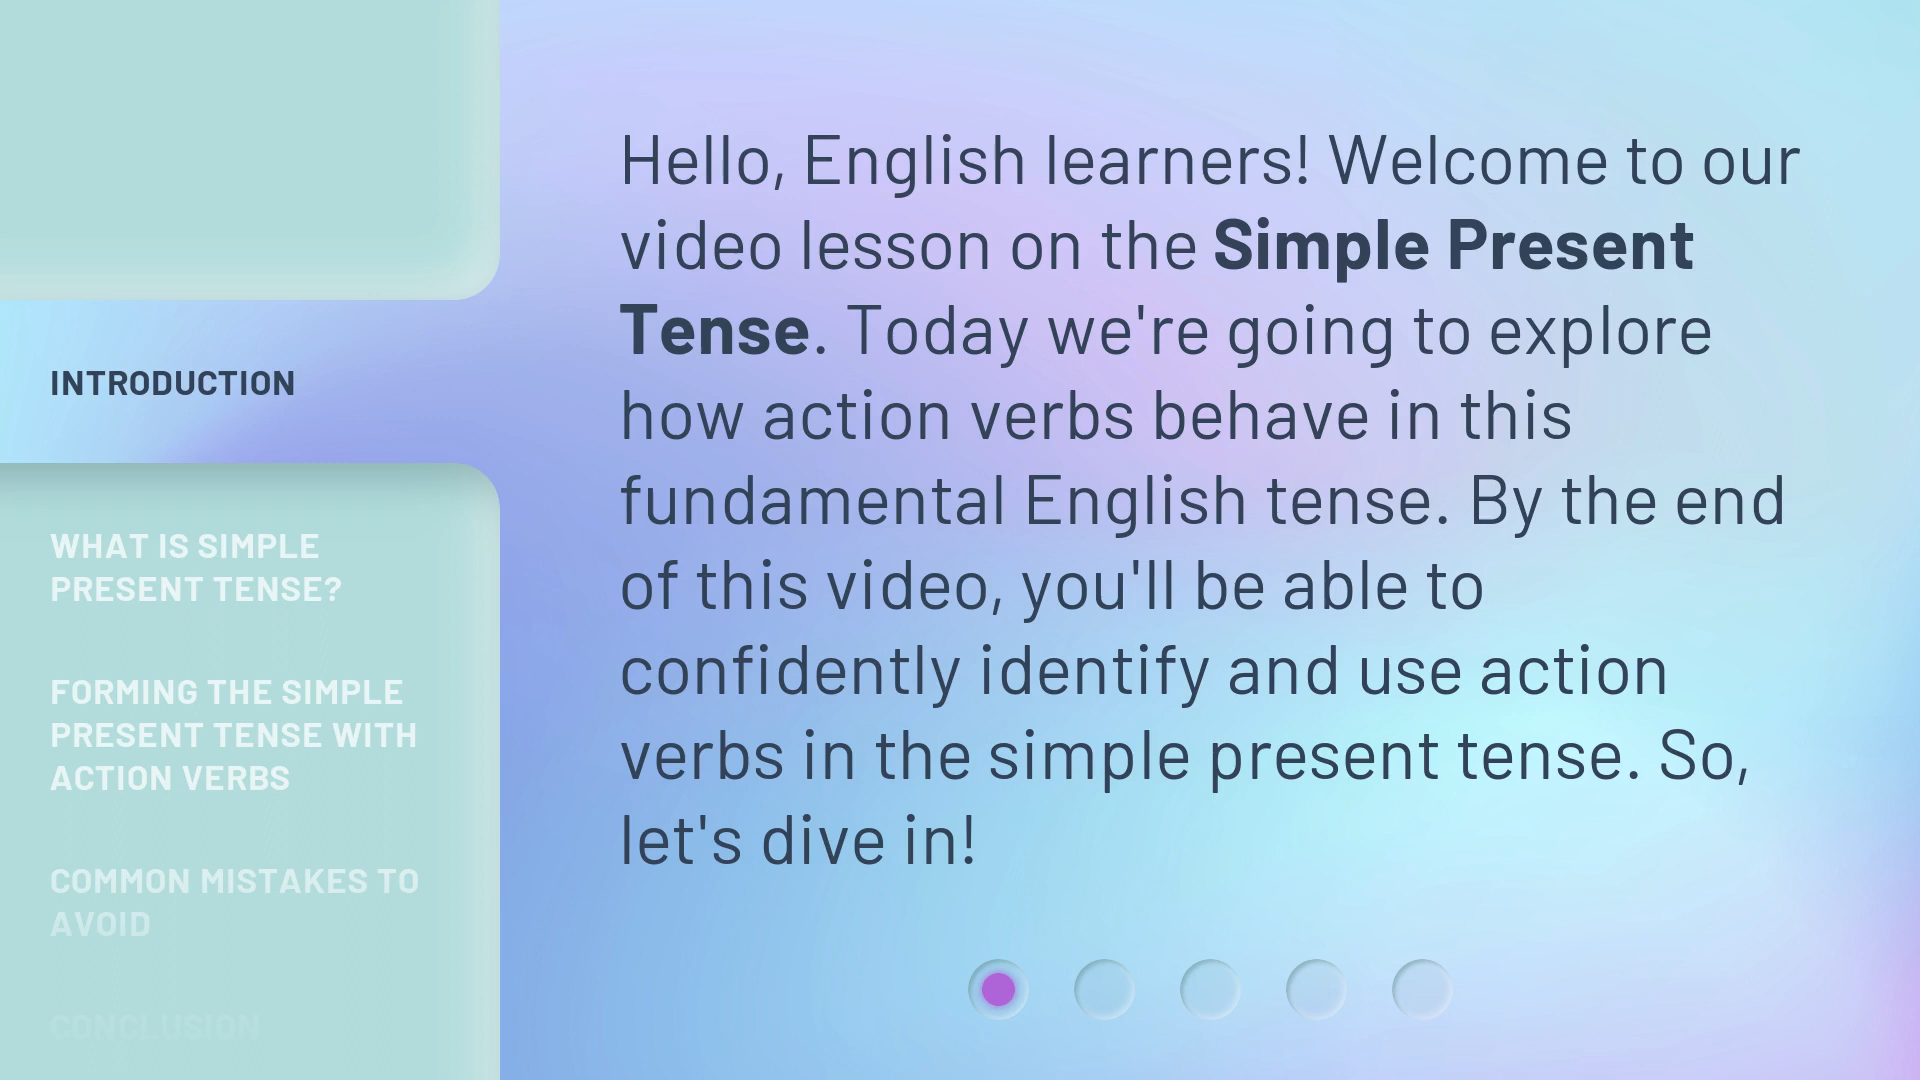 INTRODUCTION
WHAT IS SIMPLE
PRESENT TENSE?
FORMING THE SIMPLE
PRESENT TENSE WITH
ACTION VERBS
COMMON MISTAKES TO
AVOID
CONCLUSION
Hello, English learners! Welcome to our
video lesson on the Simple Present
Tense. Today we're going to explore
how action verbs behave in this
fundamental English tense. By the end
of this video, you'll be able to
confidently identify and use action
verbs in the simple present tense. So,
let's dive in!